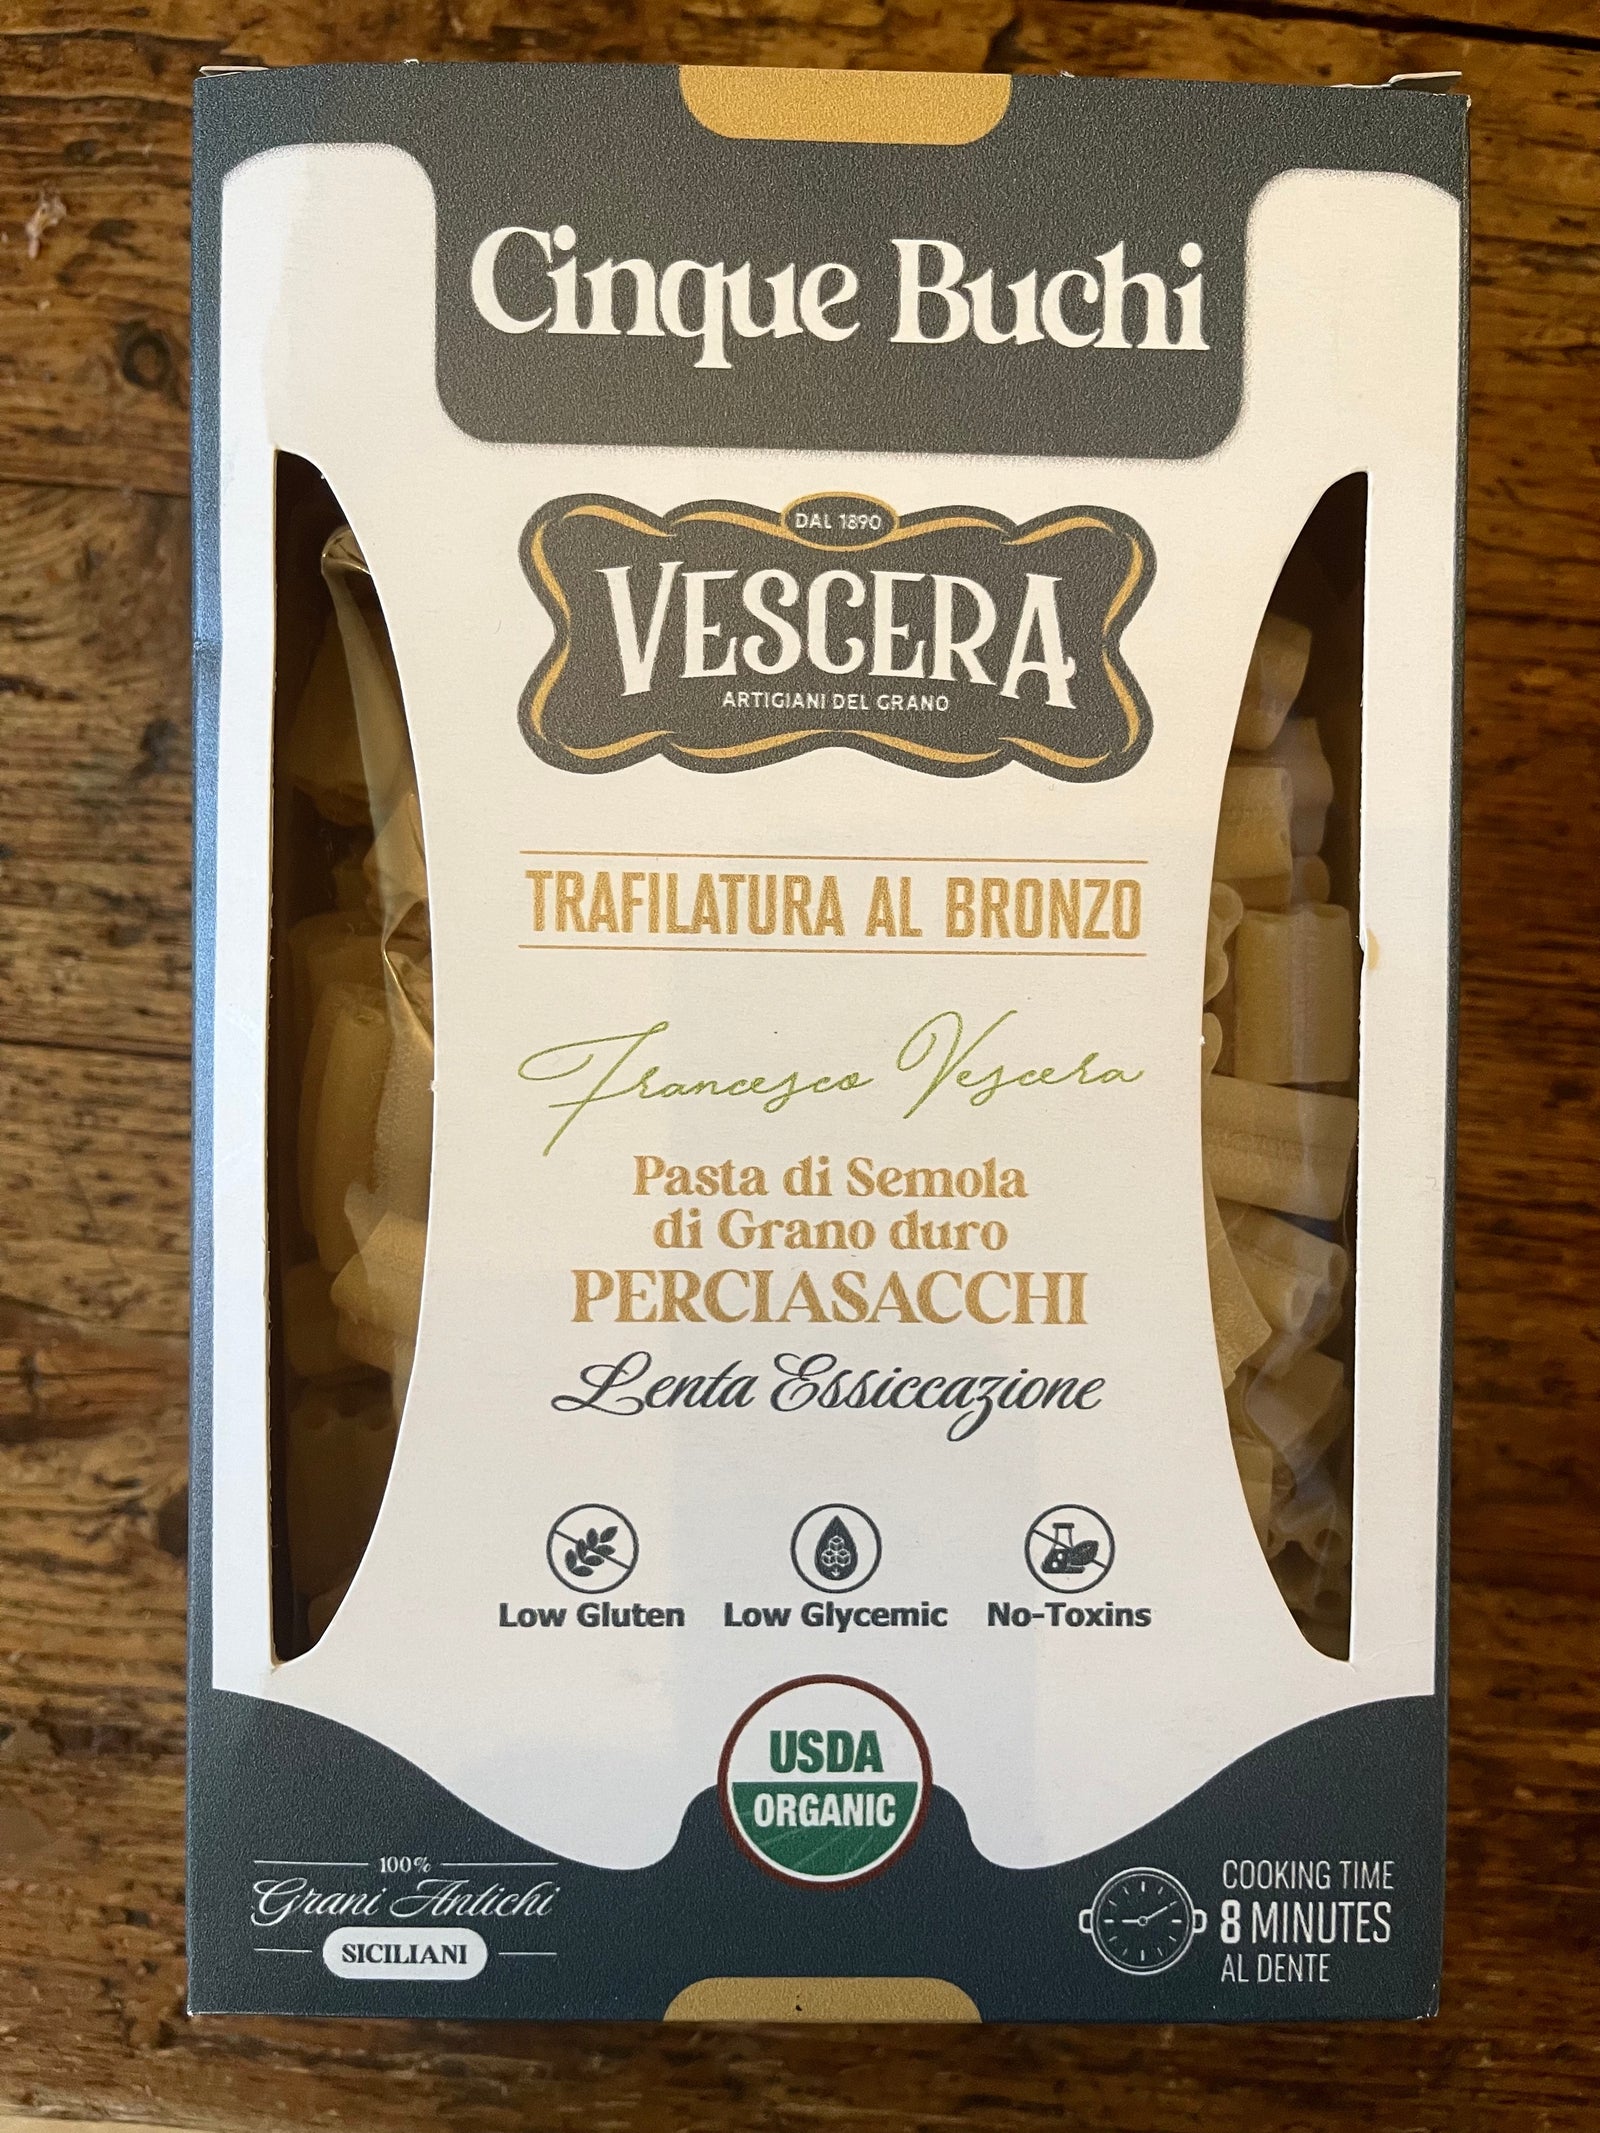 Cinque Buchi
DAL 1890
VESCERA
ARTIGIANI DEL GRANO
TRAFILATURA AL BRONZO
Francesco Vescera
Pasta di Semola
di Grano duro
PERCIASACCHI
Lenta Essiccazione
Low Gluten
Low Glycemic
No-Toxins
USDA
ORGANIC
100%
Grani Antichi
SICILIANI
COOKING TIME
8 MINUTES
AL DENTE